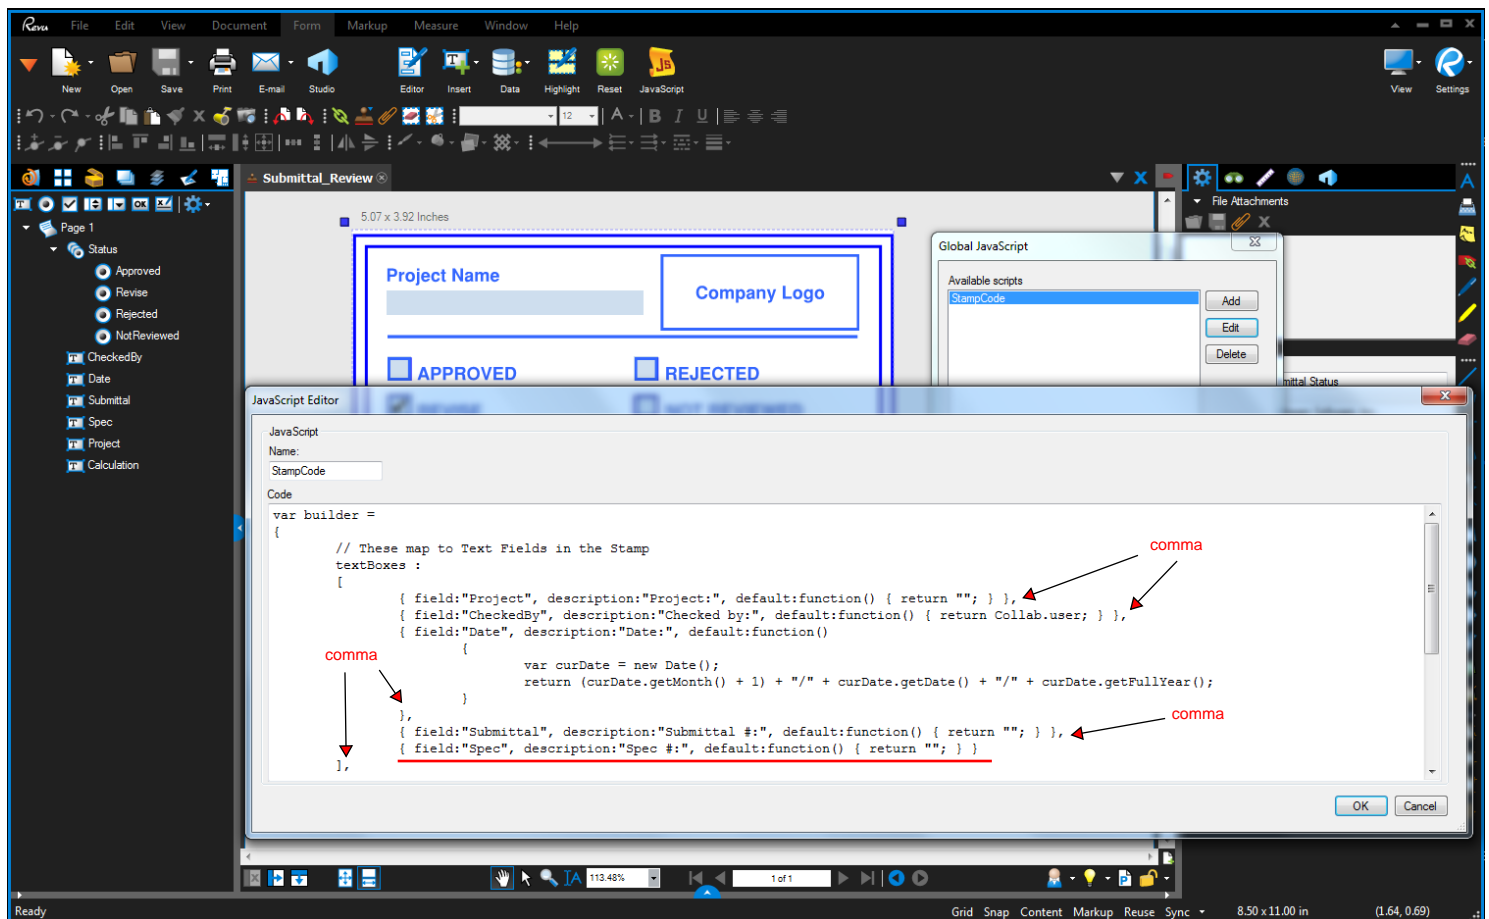 Revu File Edit View Document Form Markup Measure Window Help
New Open Save Print E-mail Studio Editor Insert Data Highlight Reset JavaScript View Settings
12
Submittal_Review
Page 1
Status
Approved
Revise
Rejected
NotReviewed
CheckedBy
Date
Submittal
Spec
Project
Calculation
5.07 x 3.92 Inches
Project Name
Company Logo
APPROVED
REJECTED
REVISE
NOT REVIEWED
File Attachments
Global JavaScript
Available scripts
StampCode
Add
Edit
Delete
mittal Status
JavaScript Editor
JavaScript
Name:
StampCode
Code
var builder =
{
// These map to Text Fields in the Stamp
textBoxes :
[
{ field:"Project", description:"Project:", default:function() { return ""; } },
{ field:"CheckedBy", description:"Checked by:", default:function() { return Collab.user; } },
{ field:"Date", description:"Date:", default:function()
{
var curDate = new Date();
return (curDate.getMonth() + 1) + "/" + curDate.getDate() + "/" + curDate.getFullYear();
}
},
{ field:"Submittal", description:"Submittal #:", default:function() { return ""; } },
{ field:"Spec", description:"Spec #:", default:function() { return ""; } }
],
comma
comma
comma
OK
Cancel
113.48%
1 of 1
Ready
Grid Snap Content Markup Reuse Sync 8.50 x 11.00 in (1.64, 0.69)